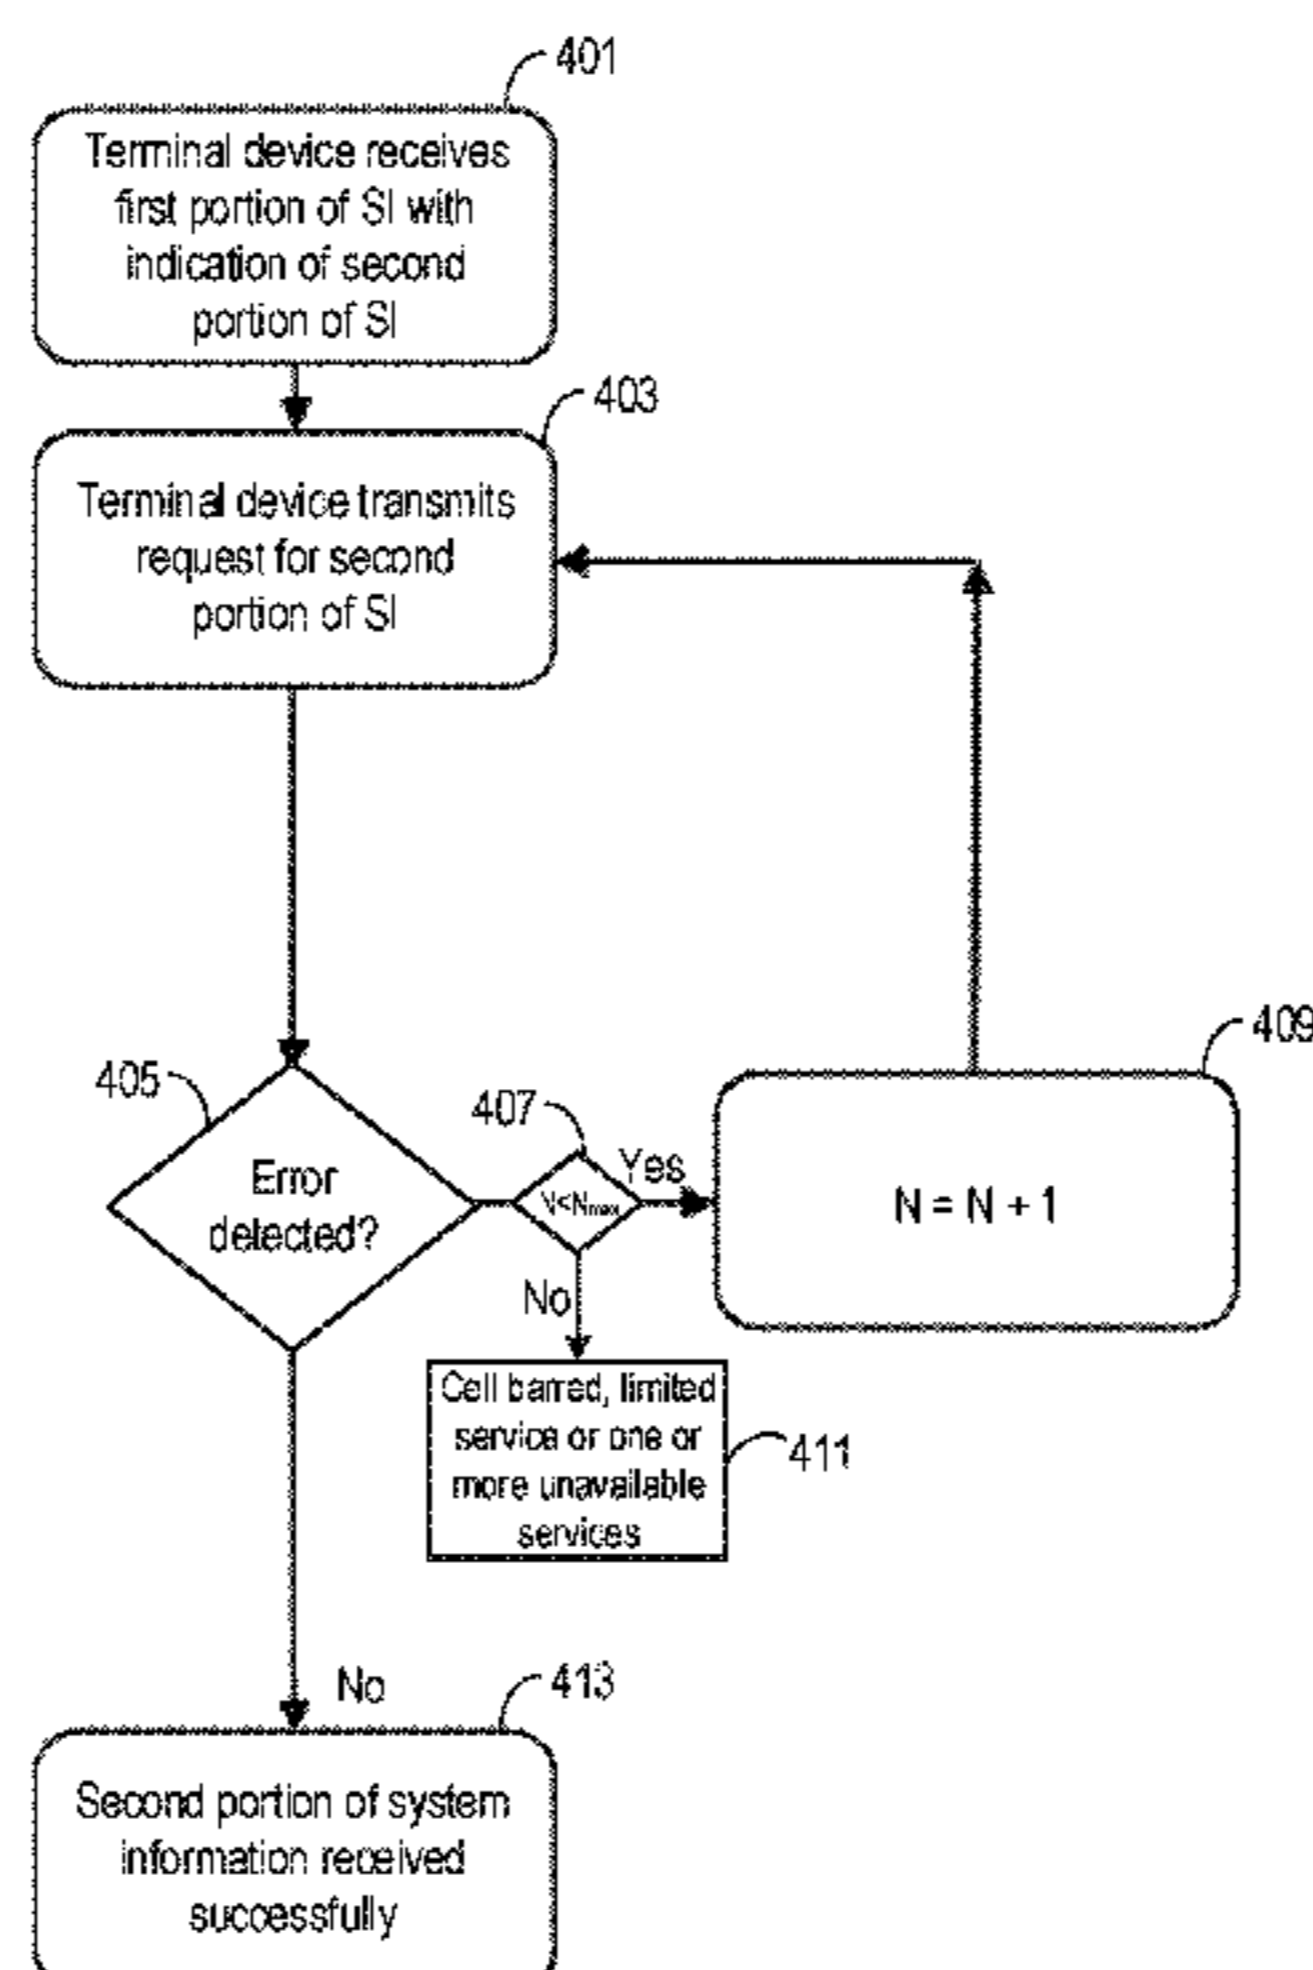 401
Terminal device receives
first portion of SI with
indication of second
portion of SI
403
Terminal device transmits
request for second
portion of SI
409
405
407
Yes
Error
detected?
N<Nmax
N = N + 1
No
Cell barred, limited
service or one or
more unavailable
services
411
No
413
Second portion of system
information received
successfully